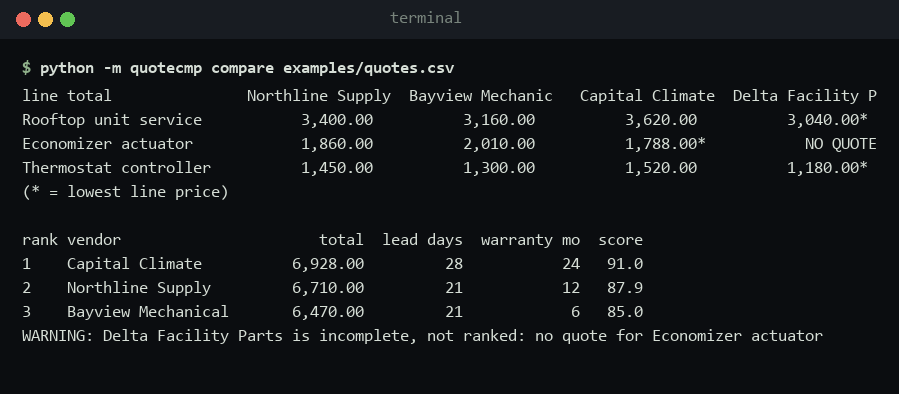 terminal
$ python -m quotecmp compare examples/quotes.csv
line total Northline Supply Bayview Mechanic Capital Climate Delta Facility P
Rooftop unit service 3,400.00 3,160.00 3,620.00 3,040.00*
Economizer actuator 1,860.00 2,010.00 1,788.00* NO QUOTE
Thermostat controller 1,450.00 1,300.00 1,520.00 1,180.00*
(* = lowest line price)
rank vendor total lead days warranty mo score
1 Capital Climate 6,928.00 28 24 91.0
2 Northline Supply 6,710.00 21 12 87.9
3 Bayview Mechanical 6,470.00 21 6 85.0
WARNING: Delta Facility Parts is incomplete, not ranked: no quote for Economizer actuator